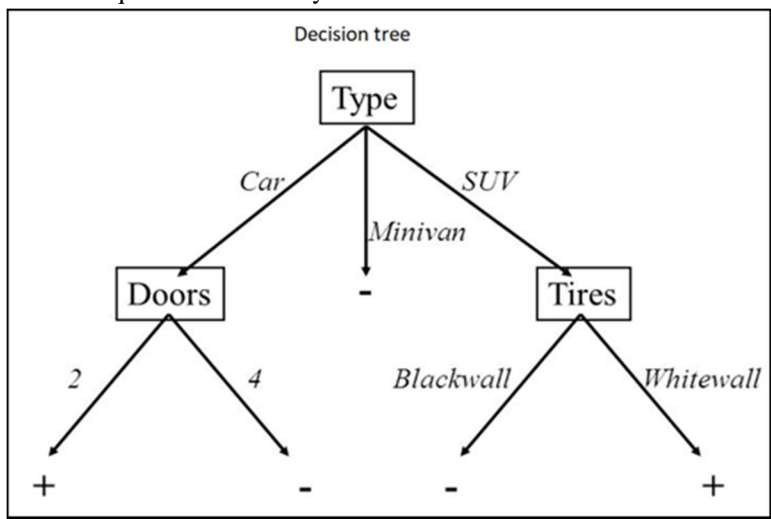 Decision tree
Type
Car
SUV
Minivan
Doors
-
Tires
2
4
Blackwall
Whitewall
+
-
-
+